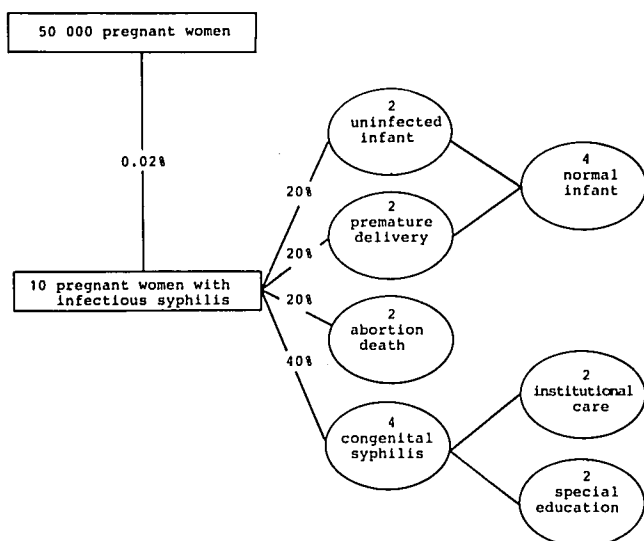 50 000 pregnant women
0.02%
10 pregnant women with
infectious syphilis
20%
20%
20%
40%
2
uninfected
infant
2
premature
delivery
2
abortion
death
4
congenital
syphilis
4
normal
infant
2
institutional
care
2
special
education